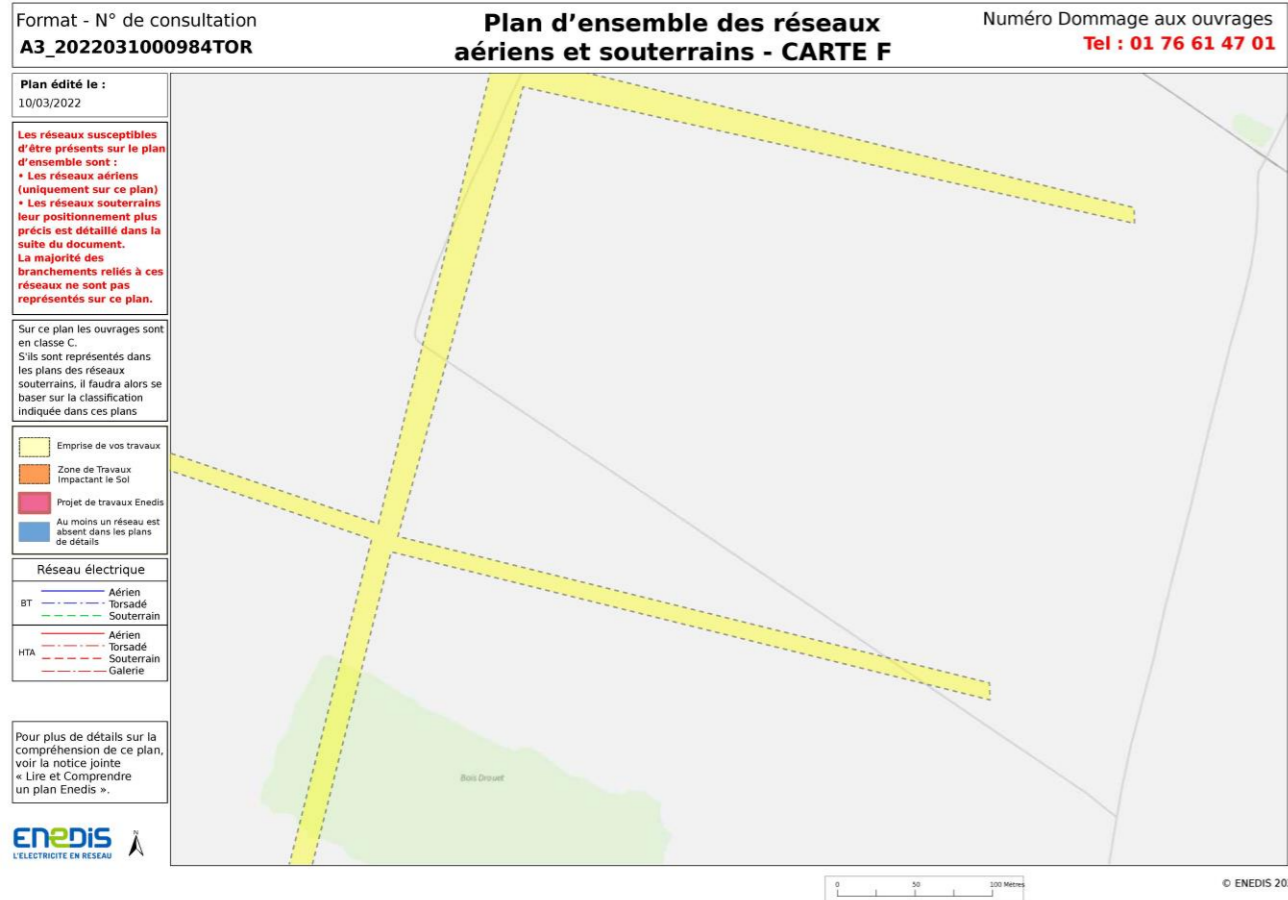 Format - N° de consultation
A3_2022031000984TOR
Plan d’ensemble des réseaux
aériens et souterrains - CARTE F
Numéro Dommage aux ouvrages
Tel : 01 76 61 47 01
Plan édité le :
10/03/2022
Les réseaux susceptibles
d’être présents sur le plan
d’ensemble sont :
• Les réseaux aériens
(uniquement sur ce plan)
• Les réseaux souterrains
leur positionnement plus
précis est détaillé dans la
suite du document.
La majorité des
branchements reliés à ces
réseaux ne sont pas
représentés sur ce plan.
Sur ce plan les ouvrages sont
en classe C.
S'ils sont représentés dans
les plans des réseaux
souterrains, il faudra alors se
baser sur la classification
indiquée dans ces plans
Emprise de vos travaux
Zone de Travaux
Impactant le Sol
Projet de travaux Enedis
Au moins un réseau est
absent dans les plans
de détails
Réseau électrique
BT
Aérien
Torsadé
Souterrain
HTA
Aérien
Torsadé
Souterrain
Galerie
Pour plus de détails sur la
compréhension de ce plan,
voir la notice jointe
« Lire et Comprendre
un plan Enedis ».
ENEDIS
L'ELECTRICITE EN RESEAU
N
Bois Drouet
0 50 100 Mètres
© ENEDIS 20